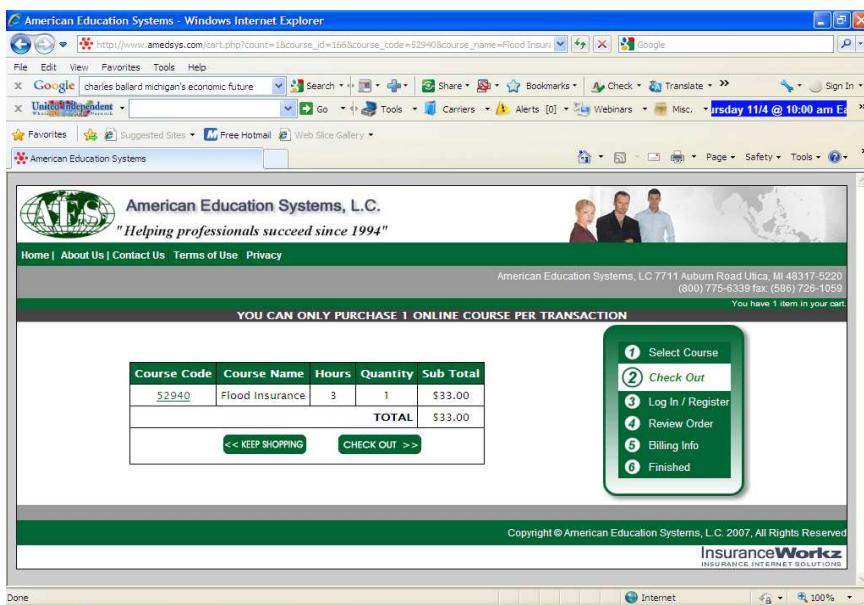 American Education Systems - Windows Internet Explorer
http://www.amedsys.com/cart.php?count=1&course_id=166&course_code=52940&course_name=Flood Insur
Google
File Edit View Favorites Tools Help
x Google charles ballard michigan's economic future Search Share Bookmarks Check Translate Sign In
x United Independent Go Tools Carriers Alerts [0] Webinars Misc. ursday 11/4 @ 10:00 am Ea
Favorites Suggested Sites Free Hotmail Web Slice Gallery
American Education Systems Page Safety Tools
AES American Education Systems, L.C.
"Helping professionals succeed since 1994"
Home | About Us | Contact Us Terms of Use Privacy
American Education Systems, LC 7711 Auburn Road Utica, MI 48317-5220
(800) 775-6339 fax: (586) 726-1059
You have 1 item in your cart.
YOU CAN ONLY PURCHASE 1 ONLINE COURSE PER TRANSACTION
Course Code Course Name Hours Quantity Sub Total
52940 Flood Insurance 3 1 $33.00
TOTAL $33.00
<< KEEP SHOPPING CHECK OUT >>
1 Select Course
2 Check Out
3 Log In / Register
4 Review Order
5 Billing Info
6 Finished
Copyright © American Education Systems, L.C. 2007, All Rights Reserved
InsuranceWorkz
INSURANCE INTERNET SOLUTIONS
Done Internet 100%